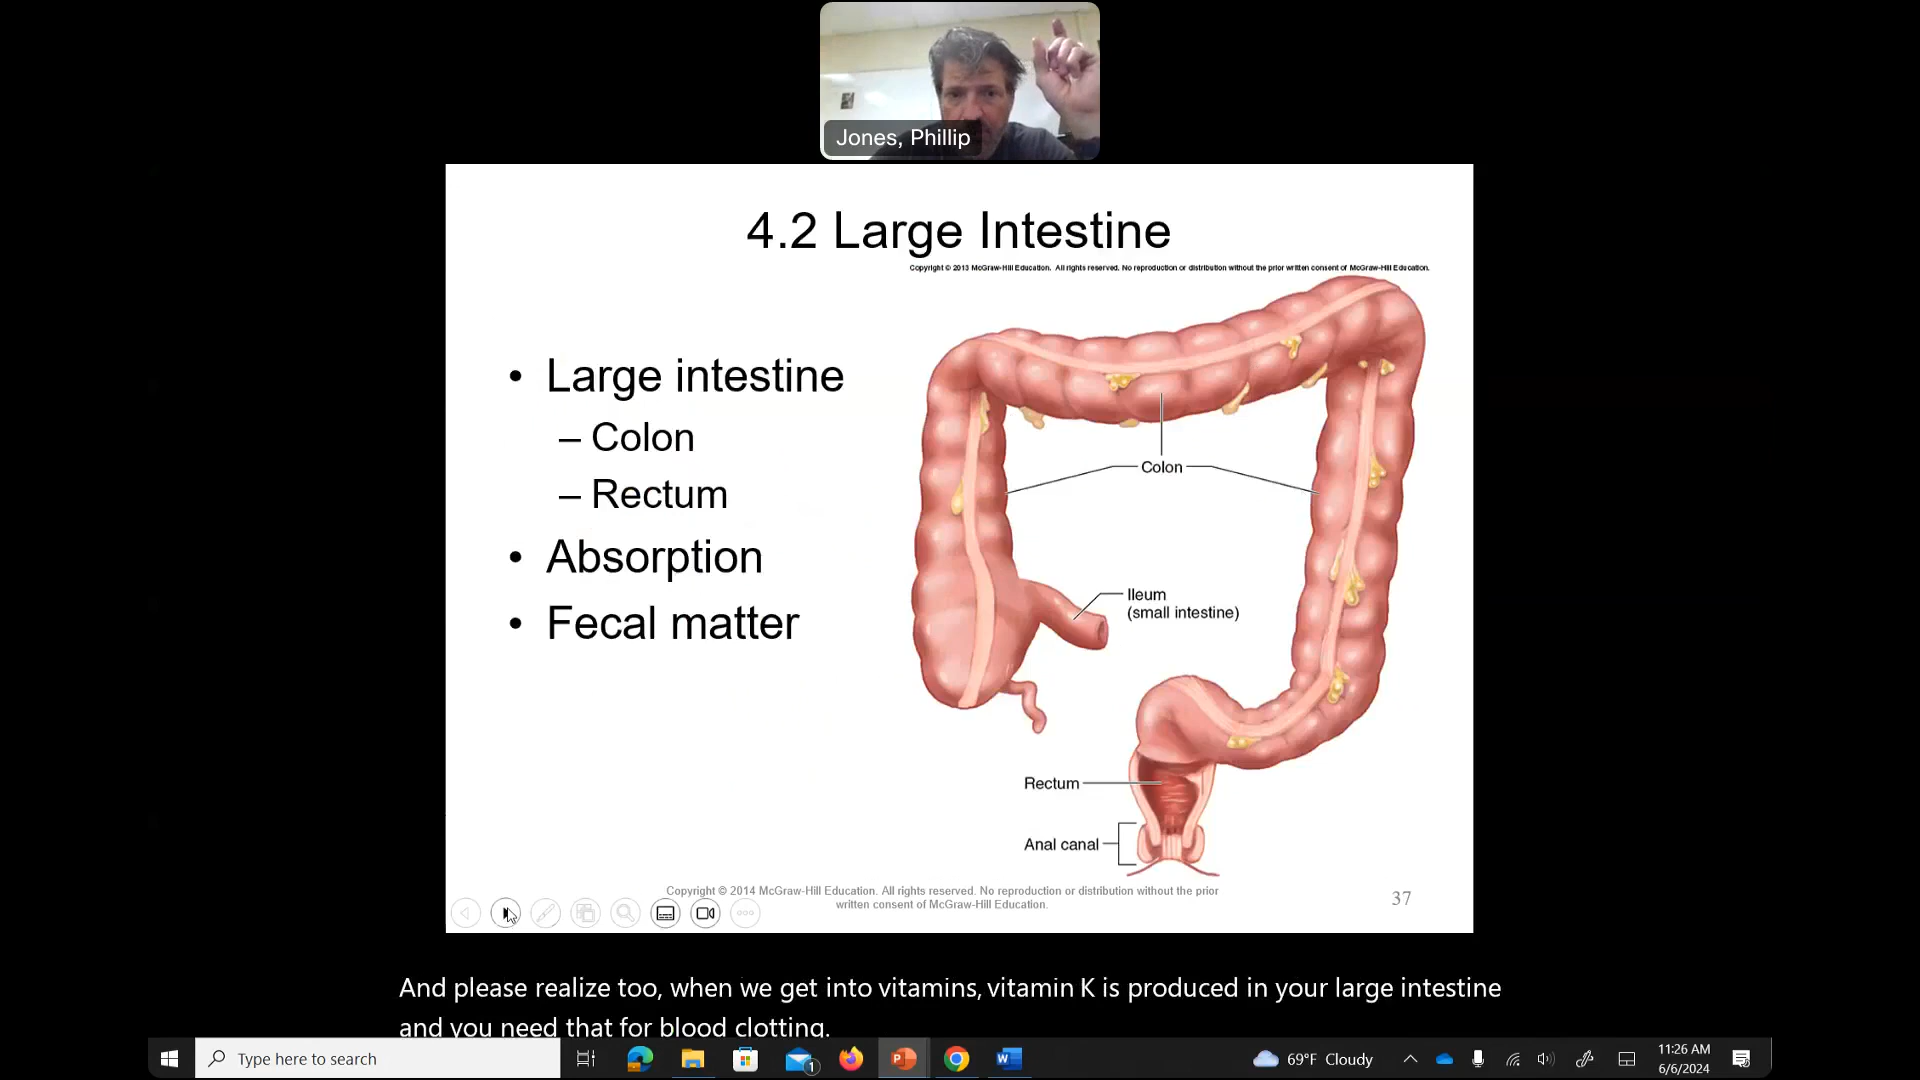 Jones, Phillip
4.2 Large Intestine
Copyright © 2013 McGraw-Hill Education. All rights reserved. No reproduction or distribution without the prior written consent of McGraw-Hill Education.
• Large intestine
– Colon
– Rectum
• Absorption
• Fecal matter
Colon
Ileum
(small intestine)
Rectum
Anal canal
Copyright © 2014 McGraw-Hill Education. All rights reserved. No reproduction or distribution without the prior
written consent of McGraw-Hill Education.
37
And please realize too, when we get into vitamins, vitamin K is produced in your large intestine
and you need that for blood clotting.
Type here to search
1
69°F Cloudy
11:26 AM
6/6/2024